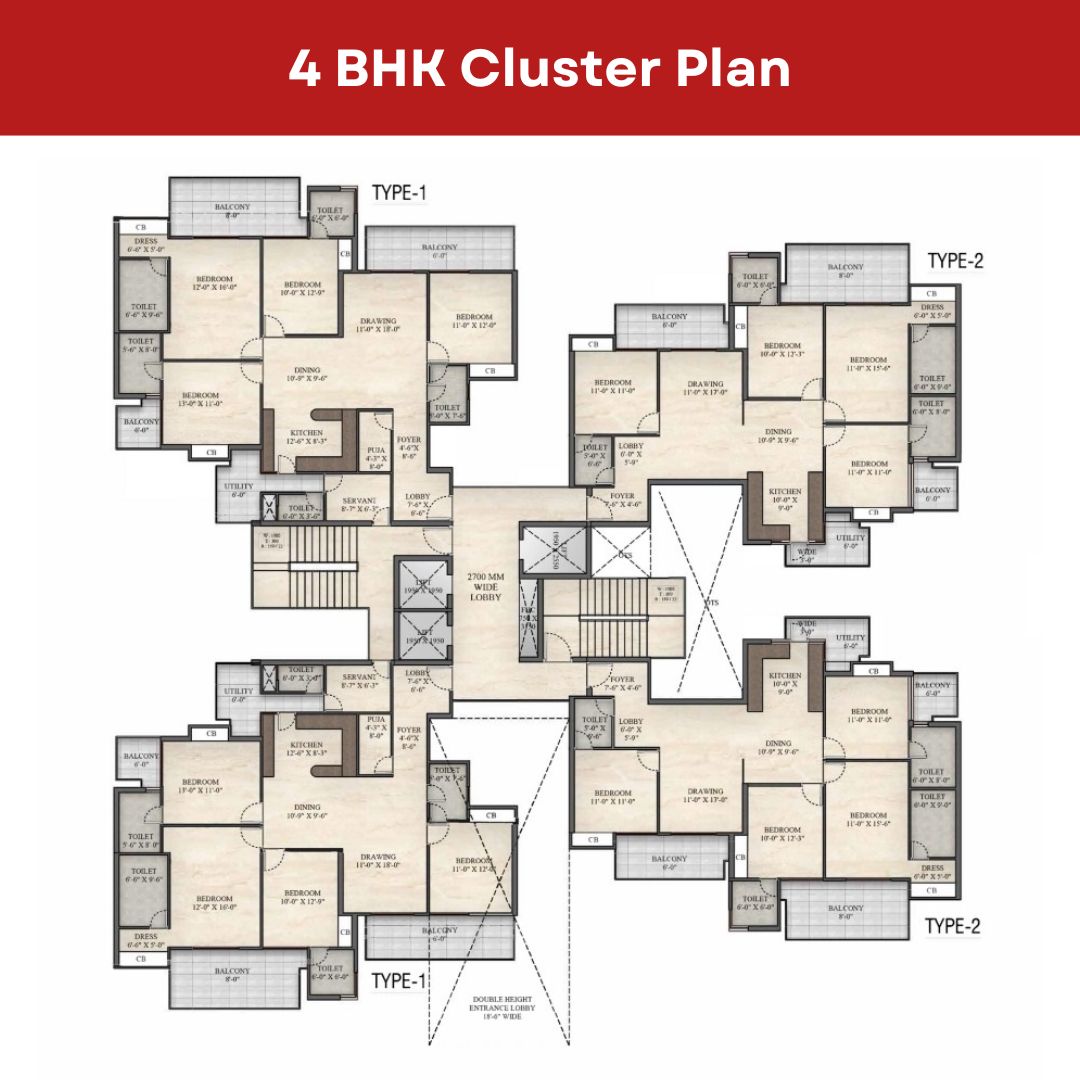 4 BHK Cluster Plan
TYPE-1
BALCONY
8'-0"
TOILET
6'-0" X 6'-0"
CB
DRESS
6'-6" X 5'-0"
CB
BALCONY
6'-0"
BEDROOM
12'-0" X 16'-0"
BEDROOM
10'-0" X 12'-9"
TOILET
6'-6" X 9'-6"
DRAWING
11'-0" X 18'-0"
BEDROOM
11'-0" X 12'-0"
TOILET
5'-6" X 8'-0"
DINING
10'-9" X 9'-6"
CB
BEDROOM
13'-0" X 11'-0"
TOILET
5'-0" X 7'-6"
BALCONY
6'-0"
KITCHEN
12'-6" X 8'-3"
PUJA
4'-3" X
8'-0"
FOYER
4'-6"X
8'-6"
CB
UTILITY
6'-0"
TOILET
6'-0" X 3'-6"
SERVANT
8'-7" X 6'-3"
LOBBY
7'-6" X
6'-6"
TYPE-2
BALCONY
8'-0"
TOILET
6'-0" X 6'-0"
CB
DRESS
6'-0" X 5'-0"
BALCONY
6'-0"
CB
CB
BEDROOM
10'-0" X 12'-3"
BEDROOM
11'-0" X 15'-6"
BEDROOM
11'-0" X 11'-0"
DRAWING
11'-0" X 17'-0"
TOILET
6'-0" X 9'-0"
TOILET
6'-0" X 8'-0"
DINING
10'-9" X 9'-6"
TOILET
5'-0" X
6'-6"
LOBBY
6'-0" X
5'-9"
BEDROOM
11'-0" X 11'-0"
BALCONY
6'-0"
KITCHEN
10'-0" X
9'-0"
FOYER
7'-6" X 4'-6"
CB
UTILITY
6'-0"
WIDE
3'-0"
LIFT
1950 X 2550
OTS
OTS
LIFT
1950 X 1950
LIFT
1950 X 1950
2700 MM
WIDE
LOBBY
TOILET
6'-0" X 3'-6"
SERVANT
8'-7" X 6'-3"
LOBBY
7'-6" X
6'-6"
UTILITY
6'-0"
CB
KITCHEN
12'-6" X 8'-3"
PUJA
4'-3" X
8'-0"
FOYER
4'-6"X
8'-6"
BALCONY
6'-0"
BEDROOM
13'-0" X 11'-0"
TOILET
5'-0" X 7'-6"
DINING
10'-9" X 9'-6"
CB
TOILET
5'-6" X 8'-0"
DRAWING
11'-0" X 18'-0"
BEDROOM
11'-0" X 12'-0"
TOILET
6'-6" X 9'-6"
BEDROOM
12'-0" X 16'-0"
BEDROOM
10'-0" X 12'-9"
DRESS
6'-6" X 5'-0"
CB
CB
BALCONY
6'-0"
BALCONY
8'-0"
TOILET
6'-0" X 6'-0"
TYPE-1
DOUBLE HEIGHT
ENTRANCE LOBBY
18'-6" WIDE
WIDE
3'-0"
UTILITY
6'-0"
CB
FOYER
7'-6" X 4'-6"
KITCHEN
10'-0" X
9'-0"
BALCONY
6'-0"
TOILET
5'-0" X
6'-6"
LOBBY
6'-0" X
5'-9"
BEDROOM
11'-0" X 11'-0"
DINING
10'-9" X 9'-6"
TOILET
6'-0" X 8'-0"
BEDROOM
11'-0" X 11'-0"
DRAWING
11'-0" X 17'-0"
TOILET
6'-0" X 9'-0"
BEDROOM
10'-0" X 12'-3"
BEDROOM
11'-0" X 15'-6"
CB
BALCONY
6'-0"
CB
DRESS
6'-0" X 5'-0"
CB
TOILET
6'-0" X 6'-0"
BALCONY
8'-0"
TYPE-2